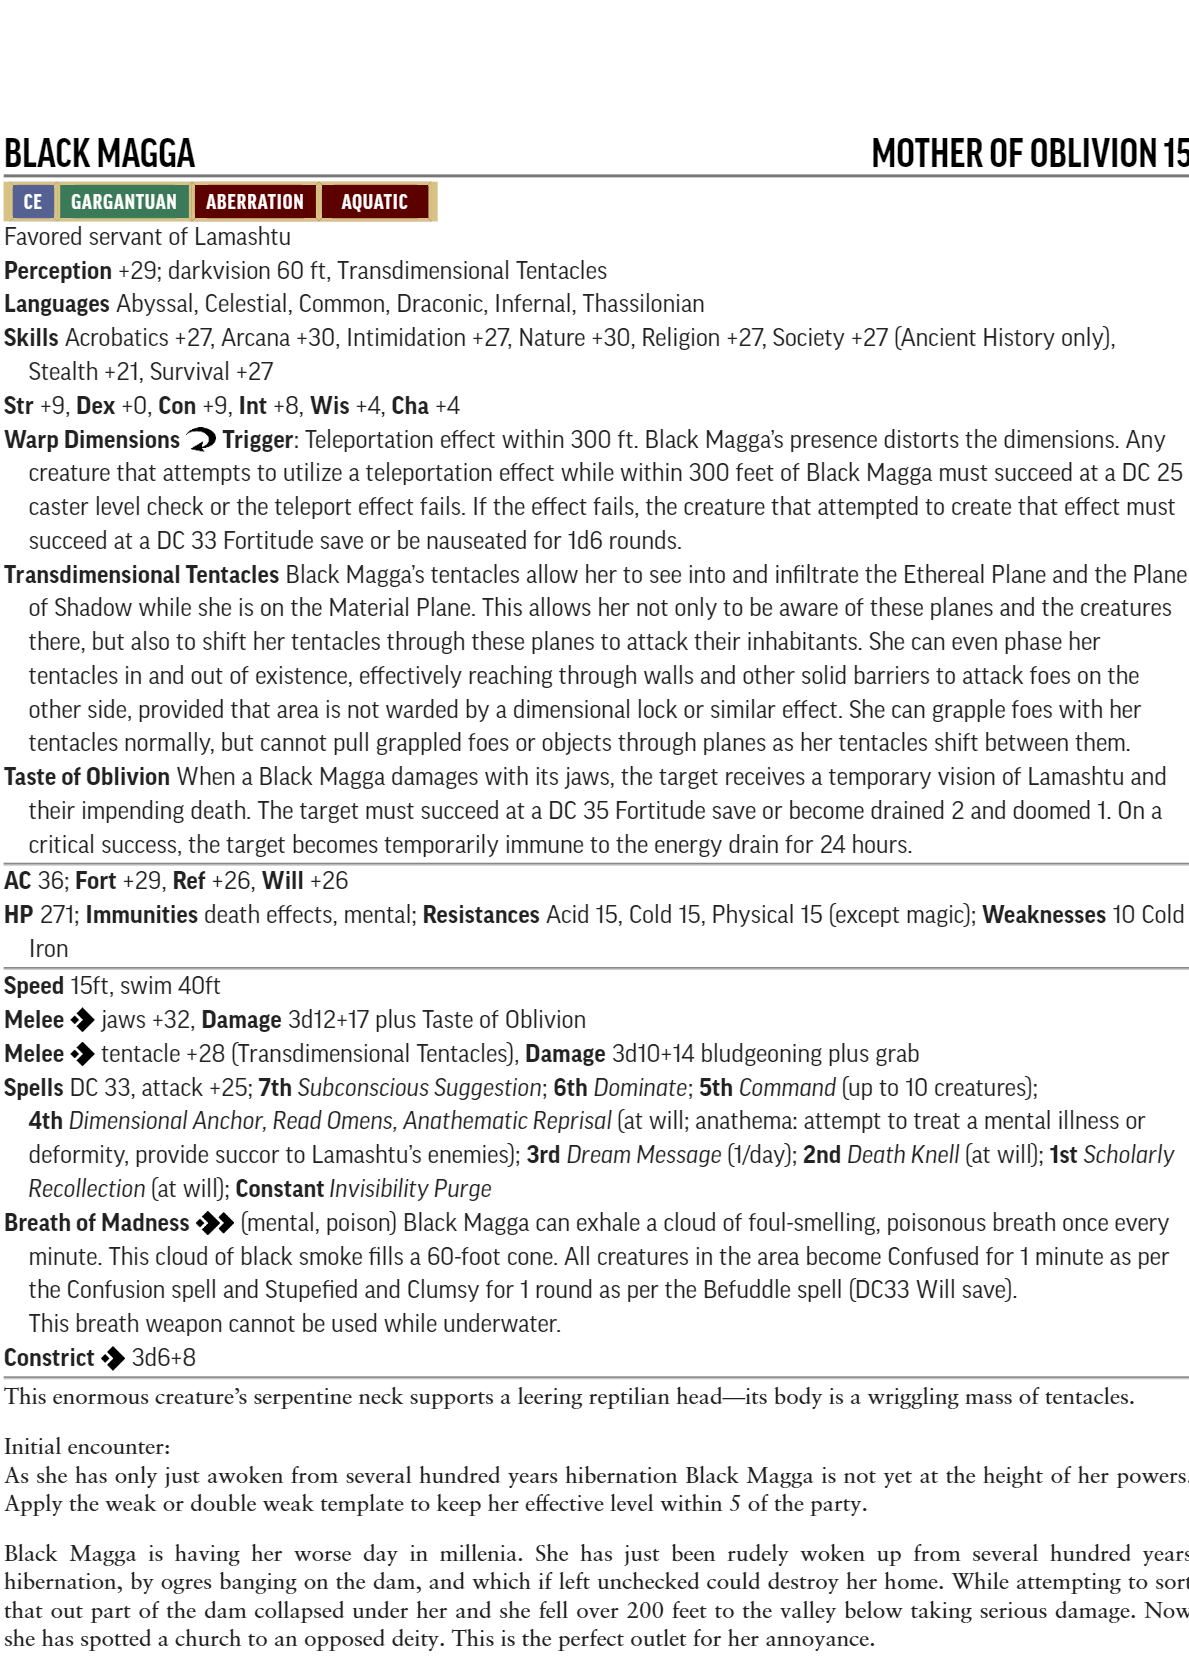 BLACK MAGGA MOTHER OF OBLIVION 15
CE GARGANTUAN ABERRATION AQUATIC
Favored servant of Lamashtu
Perception +29; darkvision 60 ft, Transdimensional Tentacles
Languages Abyssal, Celestial, Common, Draconic, Infernal, Thassilonian
Skills Acrobatics +27, Arcana +30, Intimidation +27, Nature +30, Religion +27, Society +27 (Ancient History only),
Stealth +21, Survival +27
Str +9, Dex +0, Con +9, Int +8, Wis +4, Cha +4
Warp Dimensions Trigger: Teleportation effect within 300 ft. Black Magga's presence distorts the dimensions. Any
creature that attempts to utilize a teleportation effect while within 300 feet of Black Magga must succeed at a DC 25
caster level check or the teleport effect fails. If the effect fails, the creature that attempted to create that effect must
succeed at a DC 33 Fortitude save or be nauseated for 1d6 rounds.
Transdimensional Tentacles Black Magga's tentacles allow her to see into and infiltrate the Ethereal Plane and the Plane
of Shadow while she is on the Material Plane. This allows her not only to be aware of these planes and the creatures
there, but also to shift her tentacles through these planes to attack their inhabitants. She can even phase her
tentacles in and out of existence, effectively reaching through walls and other solid barriers to attack foes on the
other side, provided that area is not warded by a dimensional lock or similar effect. She can grapple foes with her
tentacles normally, but cannot pull grappled foes or objects through planes as her tentacles shift between them.
Taste of Oblivion When a Black Magga damages with its jaws, the target receives a temporary vision of Lamashtu and
their impending death. The target must succeed at a DC 35 Fortitude save or become drained 2 and doomed 1. On a
critical success, the target becomes temporarily immune to the energy drain for 24 hours.
AC 36; Fort +29, Ref +26, Will +26
HP 271; Immunities death effects, mental; Resistances Acid 15, Cold 15, Physical 15 (except magic); Weaknesses 10 Cold
Iron
Speed 15ft, swim 40ft
Melee jaws +32, Damage 3d12+17 plus Taste of Oblivion
Melee tentacle +28 (Transdimensional Tentacles), Damage 3d10+14 bludgeoning plus grab
Spells DC 33, attack +25; 7th Subconscious Suggestion; 6th Dominate; 5th Command (up to 10 creatures);
4th Dimensional Anchor, Read Omens, Anathematic Reprisal (at will; anathema: attempt to treat a mental illness or
deformity, provide succor to Lamashtu's enemies); 3rd Dream Message (1/day); 2nd Death Knell (at will); 1st Scholarly
Recollection (at will); Constant Invisibility Purge
Breath of Madness (mental, poison) Black Magga can exhale a cloud of foul-smelling, poisonous breath once every
minute. This cloud of black smoke fills a 60-foot cone. All creatures in the area become Confused for 1 minute as per
the Confusion spell and Stupefied and Clumsy for 1 round as per the Befuddle spell (DC33 Will save).
This breath weapon cannot be used while underwater.
Constrict 3d6+8
This enormous creature's serpentine neck supports a leering reptilian head—its body is a wriggling mass of tentacles.
Initial encounter:
As she has only just awoken from several hundred years hibernation Black Magga is not yet at the height of her powers.
Apply the weak or double weak template to keep her effective level within 5 of the party.
Black Magga is having her worse day in millenia. She has just been rudely woken up from several hundred years
hibernation, by ogres banging on the dam, and which if left unchecked could destroy her home. While attempting to sort
that out part of the dam collapsed under her and she fell over 200 feet to the valley below taking serious damage. Now
she has spotted a church to an opposed deity. This is the perfect outlet for her annoyance.